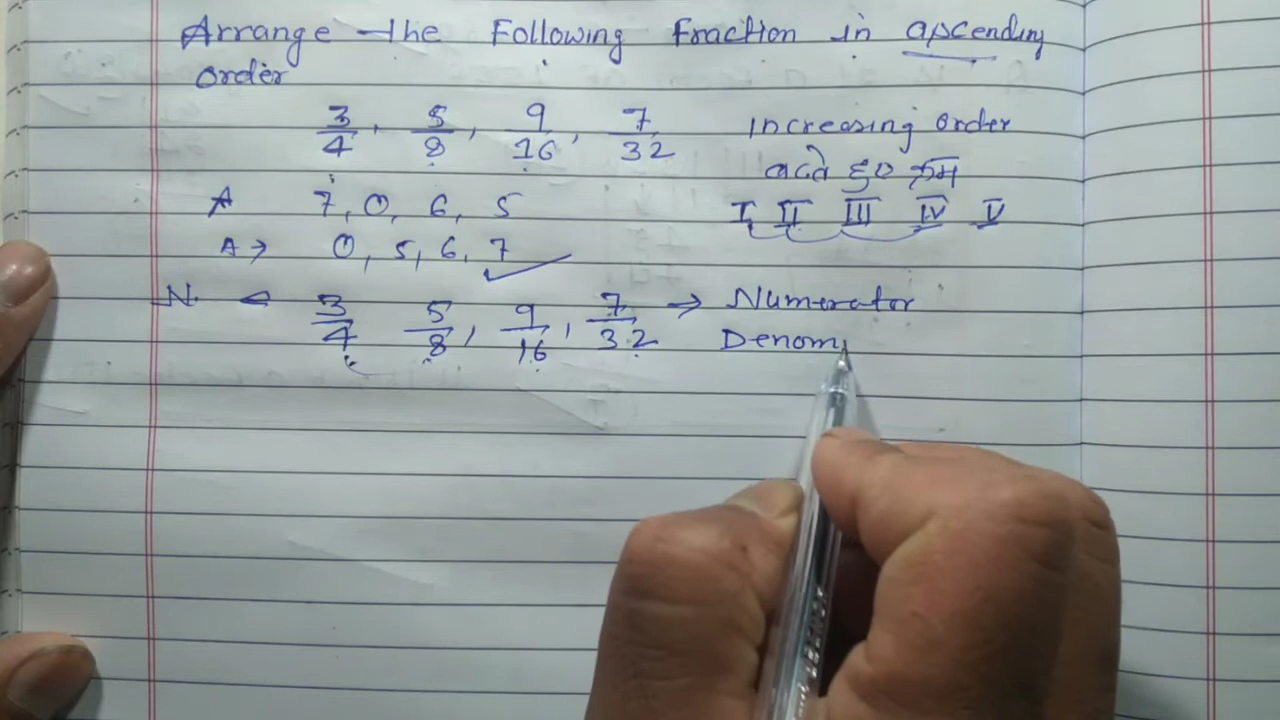 Arrange the Following Fraction in ascending
order
3/4, 5/8, 9/16, 7/32 Increasing order
बढते हुए क्रम
A 7, 0, 6, 5 I II III IV V
A → 0, 5, 6, 7
N. < 3/4 5/8, 9/16, 7/32 → Numerator
Denom